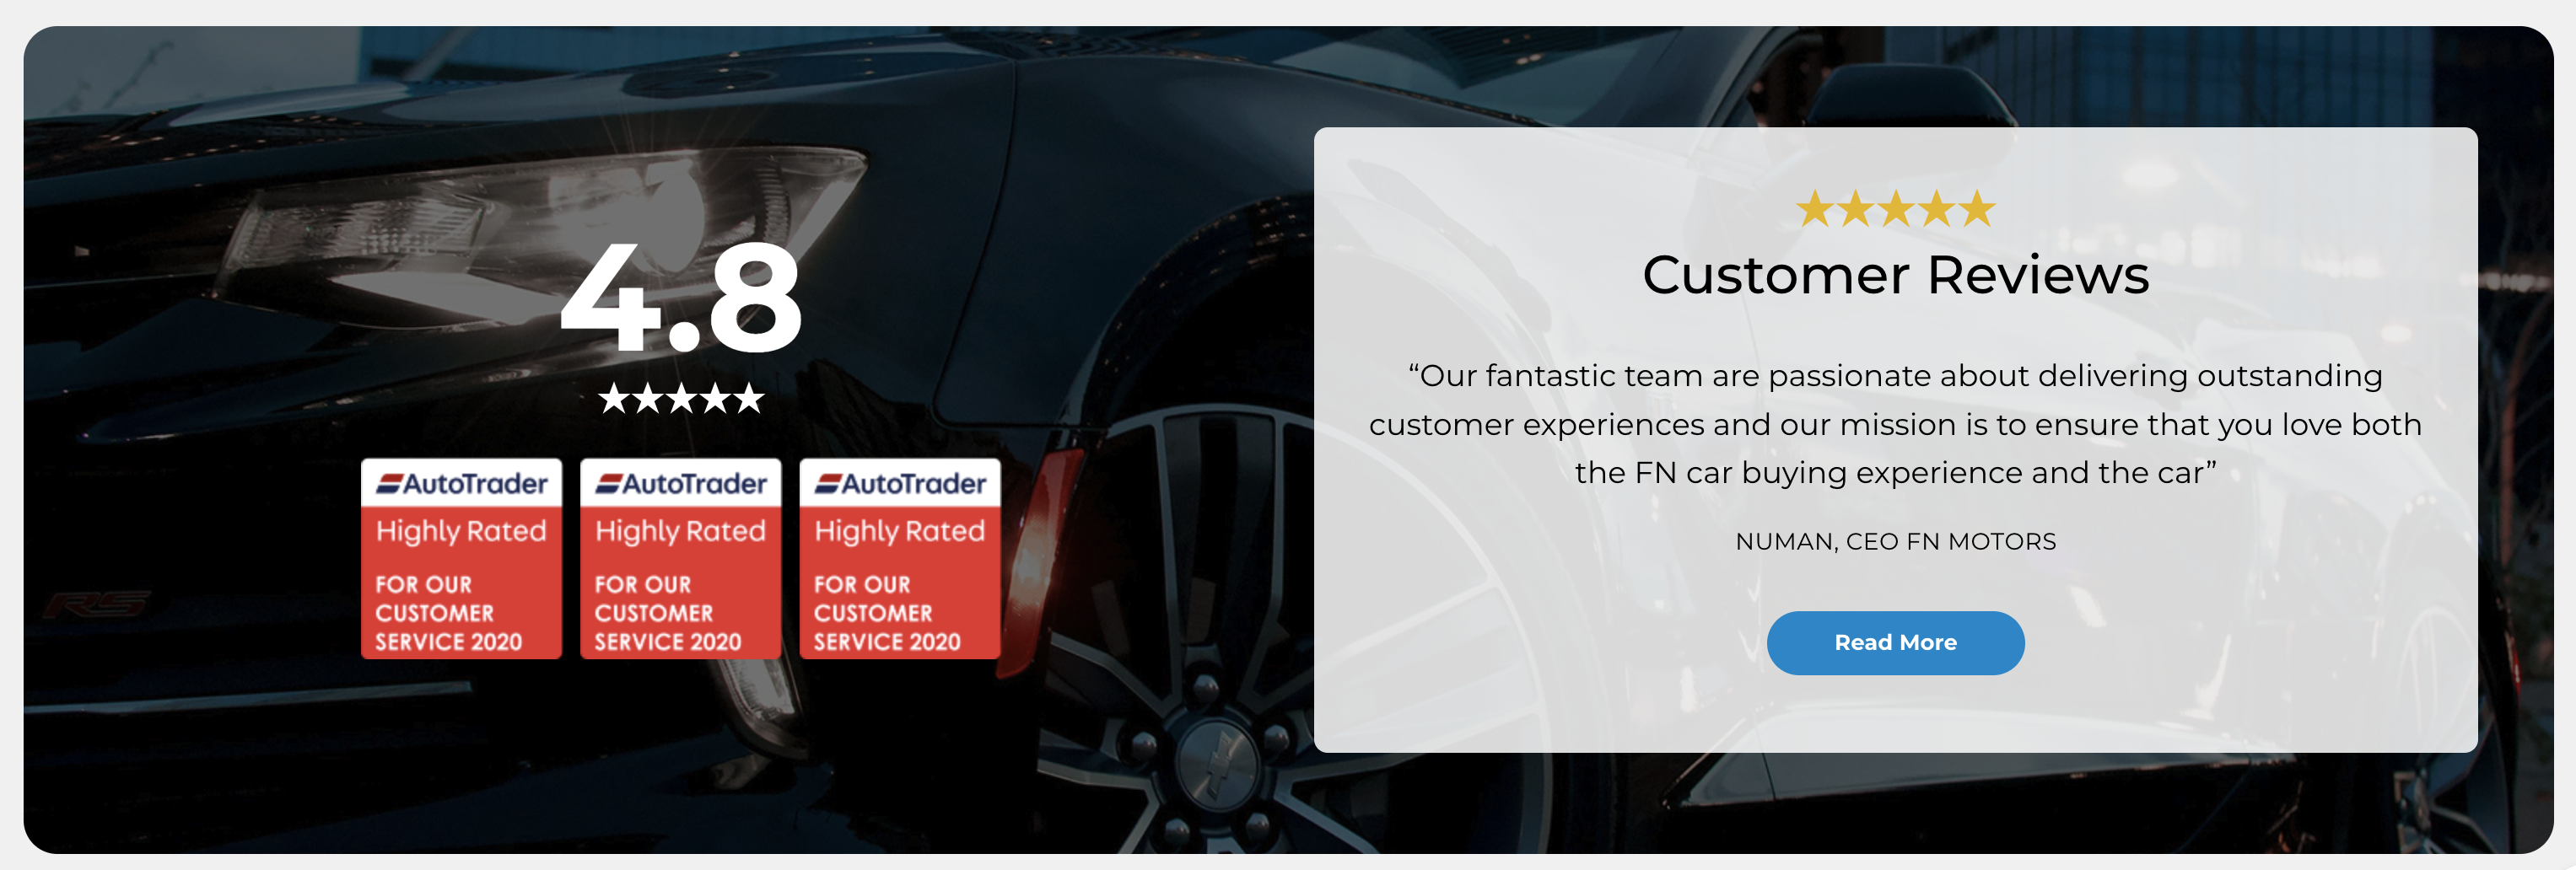 4.8
AutoTrader
Highly Rated
FOR OUR
CUSTOMER
SERVICE 2020
AutoTrader
Highly Rated
FOR OUR
CUSTOMER
SERVICE 2020
AutoTrader
Highly Rated
FOR OUR
CUSTOMER
SERVICE 2020
RS
Customer Reviews
“Our fantastic team are passionate about delivering outstanding
customer experiences and our mission is to ensure that you love both
the FN car buying experience and the car”
NUMAN, CEO FN MOTORS
Read More